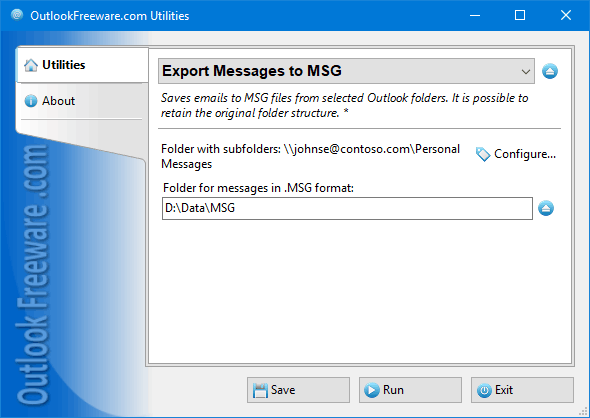 OutlookFreeware.com Utilities
Utilities
About
Export Messages to MSG
Saves emails to MSG files from selected Outlook folders. It is possible to
retain the original folder structure. *
Folder with subfolders: \\johnse@contoso.com\Personal
Messages
Configure...
Folder for messages in .MSG format:
D:\Data\MSG
Outlook Freeware .com
Save
Run
Exit